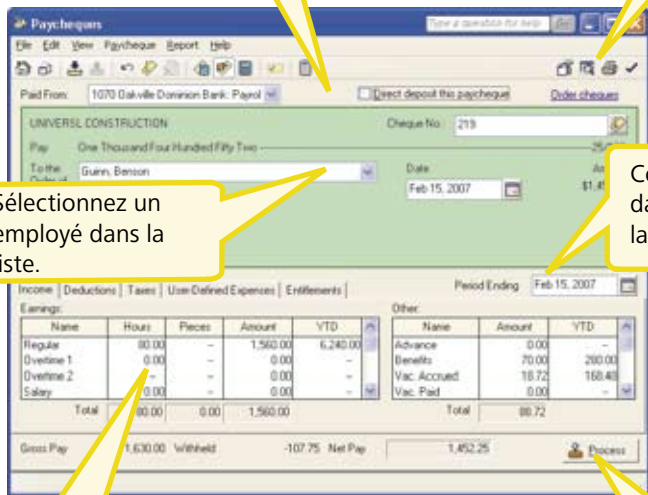 Paycheques
Type a question for help
File Edit View Paycheque Report Help
Paid From: 1070 Oakville Dominion Bank: Payrol
Direct deposit this paycheque
Order cheques
UNIVERSL CONSTRUCTION
Cheque No. 219
Pay One Thousand Four Hundred Fifty Two
To the
Guinn, Benson
Date
Feb 15, 2007
Sélectionnez un
employé dans la
liste.
Income Deductions Taxes User-Defined Expenses Entitlements
Period Ending Feb 15, 2007
Earnings:
Name Hours Pieces Amount YTD
Regular 80.00 - 1,560.00 6,240.00
Overtime 1 0.00 - 0.00 -
Overtime 2 - - 0.00 -
Salary 0.00 - 0.00 -
Total 80.00 0.00 1,560.00
Other:
Name Amount YTD
Advance 0.00 -
Benefits 70.00 280.00
Vac. Accrued 18.72 168.48
Vac. Paid 0.00 -
Total 88.72
Gross Pay 1,630.00 Withheld -107.75 Net Pay 1,452.25
Process